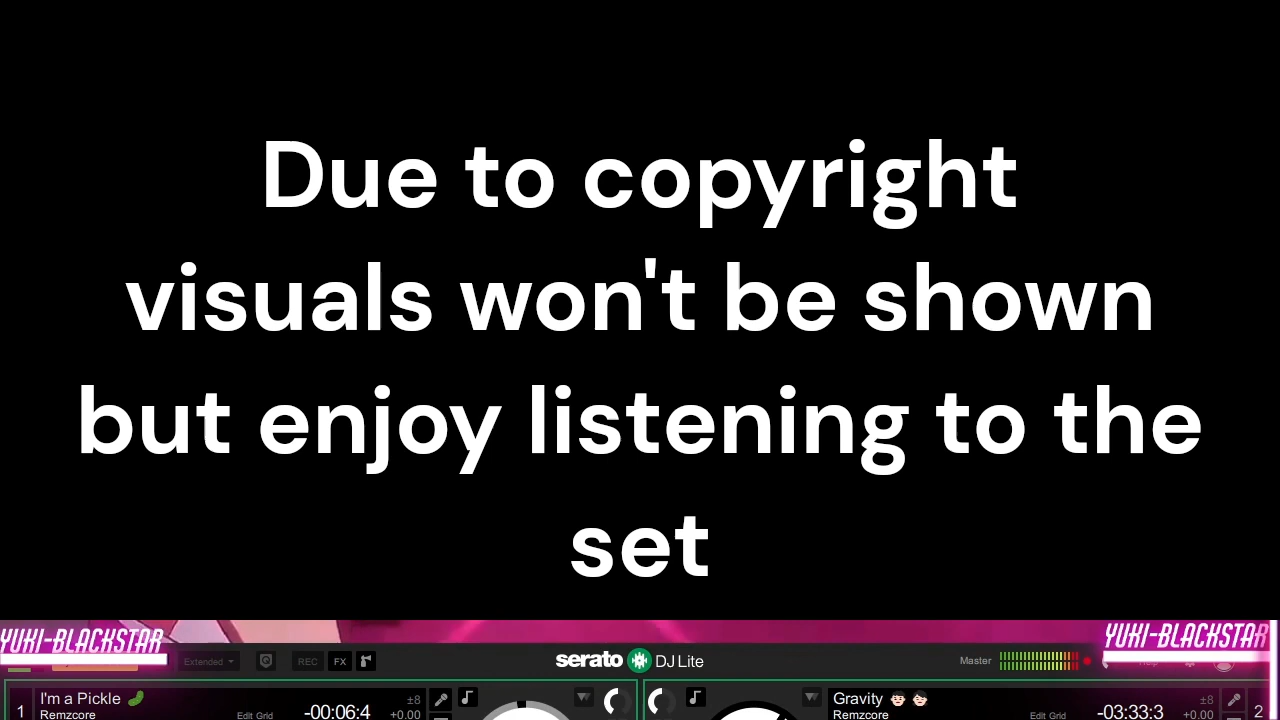 Due to copyright
visuals won't be shown
but enjoy listening to the
set
YUKI-BLACKSTAR
YUKI-BLACKSTAR
Extended
REC
FX
serato DJ Lite
Master
Help
1
I'm a Pickle 🥒
Remzcore
Edit Grid
-00:06:4
±8
+0.00
Gravity 👨🏻👦🏻
Remzcore
Edit Grid
-03:33:3
±8
+0.00
2